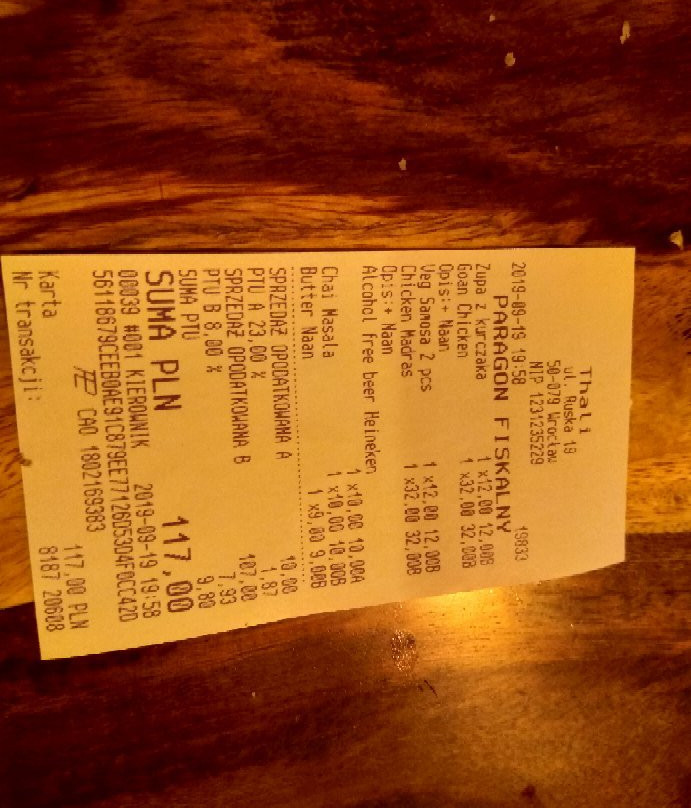 Thali
ul. Ruska 19
50-079 Wrocław
NIP 1231235229
2019-09-19 19:58 19833
PARAGON FISKALNY
Zupa z kurczaka 1 x12,00 12,00B
Goan Chicken 1 x32,00 32,00B
Opis:+ Naan
Veg Samosa 2 pcs 1 x12,00 12,00B
Chicken Madras 1 x32,00 32,00B
Opis:+ Naan
Alcohol free beer Heineken
1 x10,00 10,00A
Chai Masala 1 x10,00 10,00B
Butter Naan 1 x9,00 9,00B
SPRZEDAŻ OPODATKOWANA A 10,00
PTU A 23,00 % 1,87
SPRZEDAŻ OPODATKOWANA B 107,00
PTU B 8,00 % 7,93
SUMA PTU 9,80
SUMA PLN 117,00
00039 #001 KIEROWNIK 2019-09-19 19:58
CAO 1802169383
Karta 117,00 PLN
Nr transakcji: 8187 20608